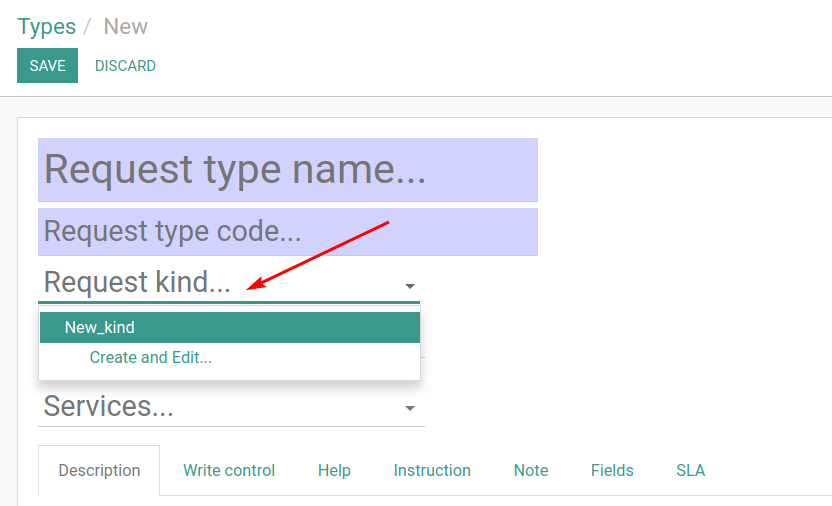 Types / New
SAVE DISCARD
Request type name...
Request type code...
Request kind...
New_kind
Create and Edit...
Services...
Description Write control Help Instruction Note Fields SLA